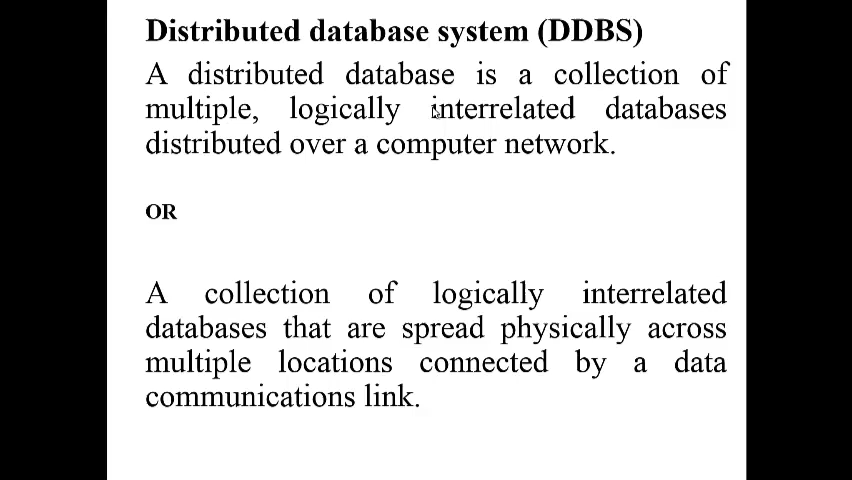 Distributed database system (DDBS)
A distributed database is a collection of
multiple, logically interrelated databases
distributed over a computer network.
OR
A collection of logically interrelated
databases that are spread physically across
multiple locations connected by a data
communications link.